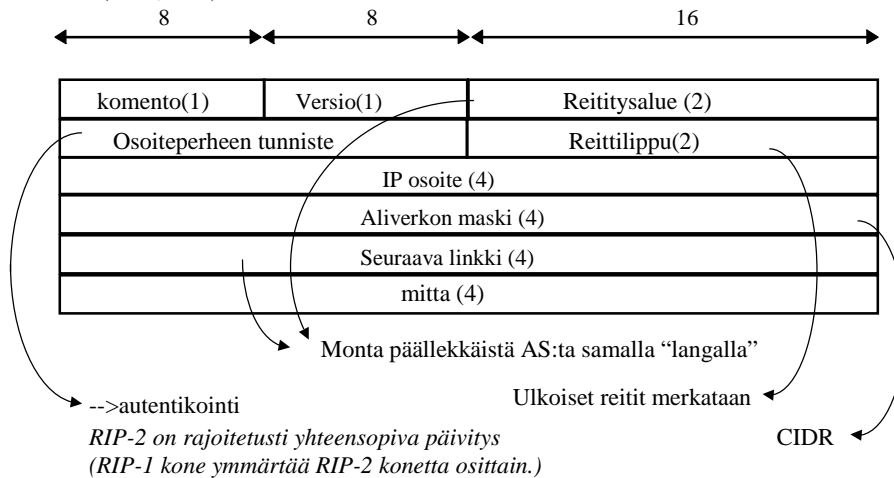 8 8 16
komento(1) Versio(1) Reititysalue (2)
Osoiteperheen tunniste Reittilippu(2)
IP osoite (4)
Aliverkon maski (4)
Seuraava linkki (4)
mitta (4)
Monta päällekkäistä AS:ta samalla “langalla”
Ulkoiset reitit merkataan
-->autentikointi
RIP-2 on rajoitetusti yhteensopiva päivitys
CIDR
(RIP-1 kone ymmärtää RIP-2 konetta osittain.)